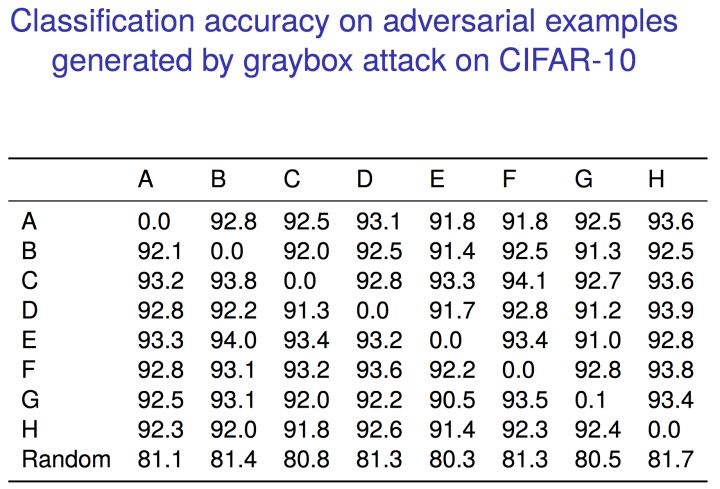 Classification accuracy on adversarial examples
generated by graybox attack on CIFAR-10
A B C D E F G H
A 0.0 92.8 92.5 93.1 91.8 91.8 92.5 93.6
B 92.1 0.0 92.0 92.5 91.4 92.5 91.3 92.5
C 93.2 93.8 0.0 92.8 93.3 94.1 92.7 93.6
D 92.8 92.2 91.3 0.0 91.7 92.8 91.2 93.9
E 93.3 94.0 93.4 93.2 0.0 93.4 91.0 92.8
F 92.8 93.1 93.2 93.6 92.2 0.0 92.8 93.8
G 92.5 93.1 92.0 92.2 90.5 93.5 0.1 93.4
H 92.3 92.0 91.8 92.6 91.4 92.3 92.4 0.0
Random 81.1 81.4 80.8 81.3 80.3 81.3 80.5 81.7